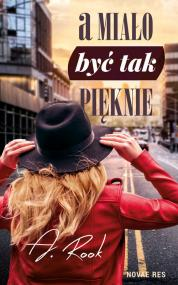 a MIAŁO
być tak
PIĘKNIE
A. Rook
NOVAE RES